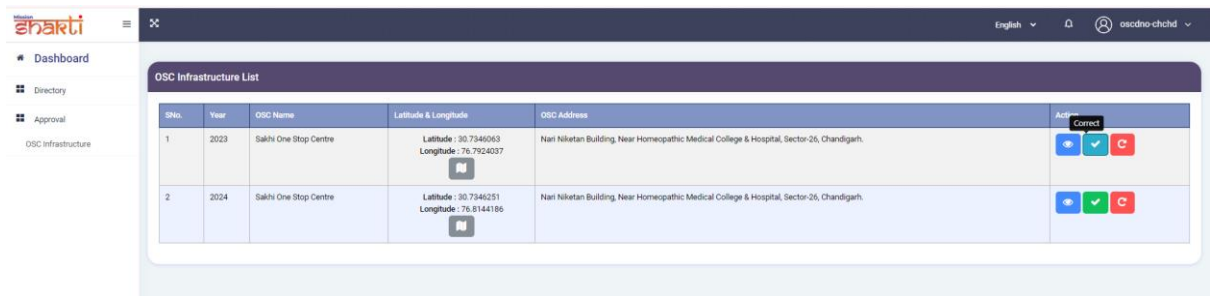 mission
shakti
English
oscdno-chchd
Dashboard
Directory
Approval
OSC Infrastructure
OSC Infrastructure List
SNo. Year OSC Name Latitude & Longitude OSC Address Action
Correct
1 2023 Sakhi One Stop Centre Latitude : 30.7346063 Nari Niketan Building, Near Homeopathic Medical College & Hospital, Sector-26, Chandigarh.
Longitude : 76.7924037
2 2024 Sakhi One Stop Centre Latitude : 30.7346251 Nari Niketan Building, Near Homeopathic Medical College & Hospital, Sector-26, Chandigarh.
Longitude : 76.8144186